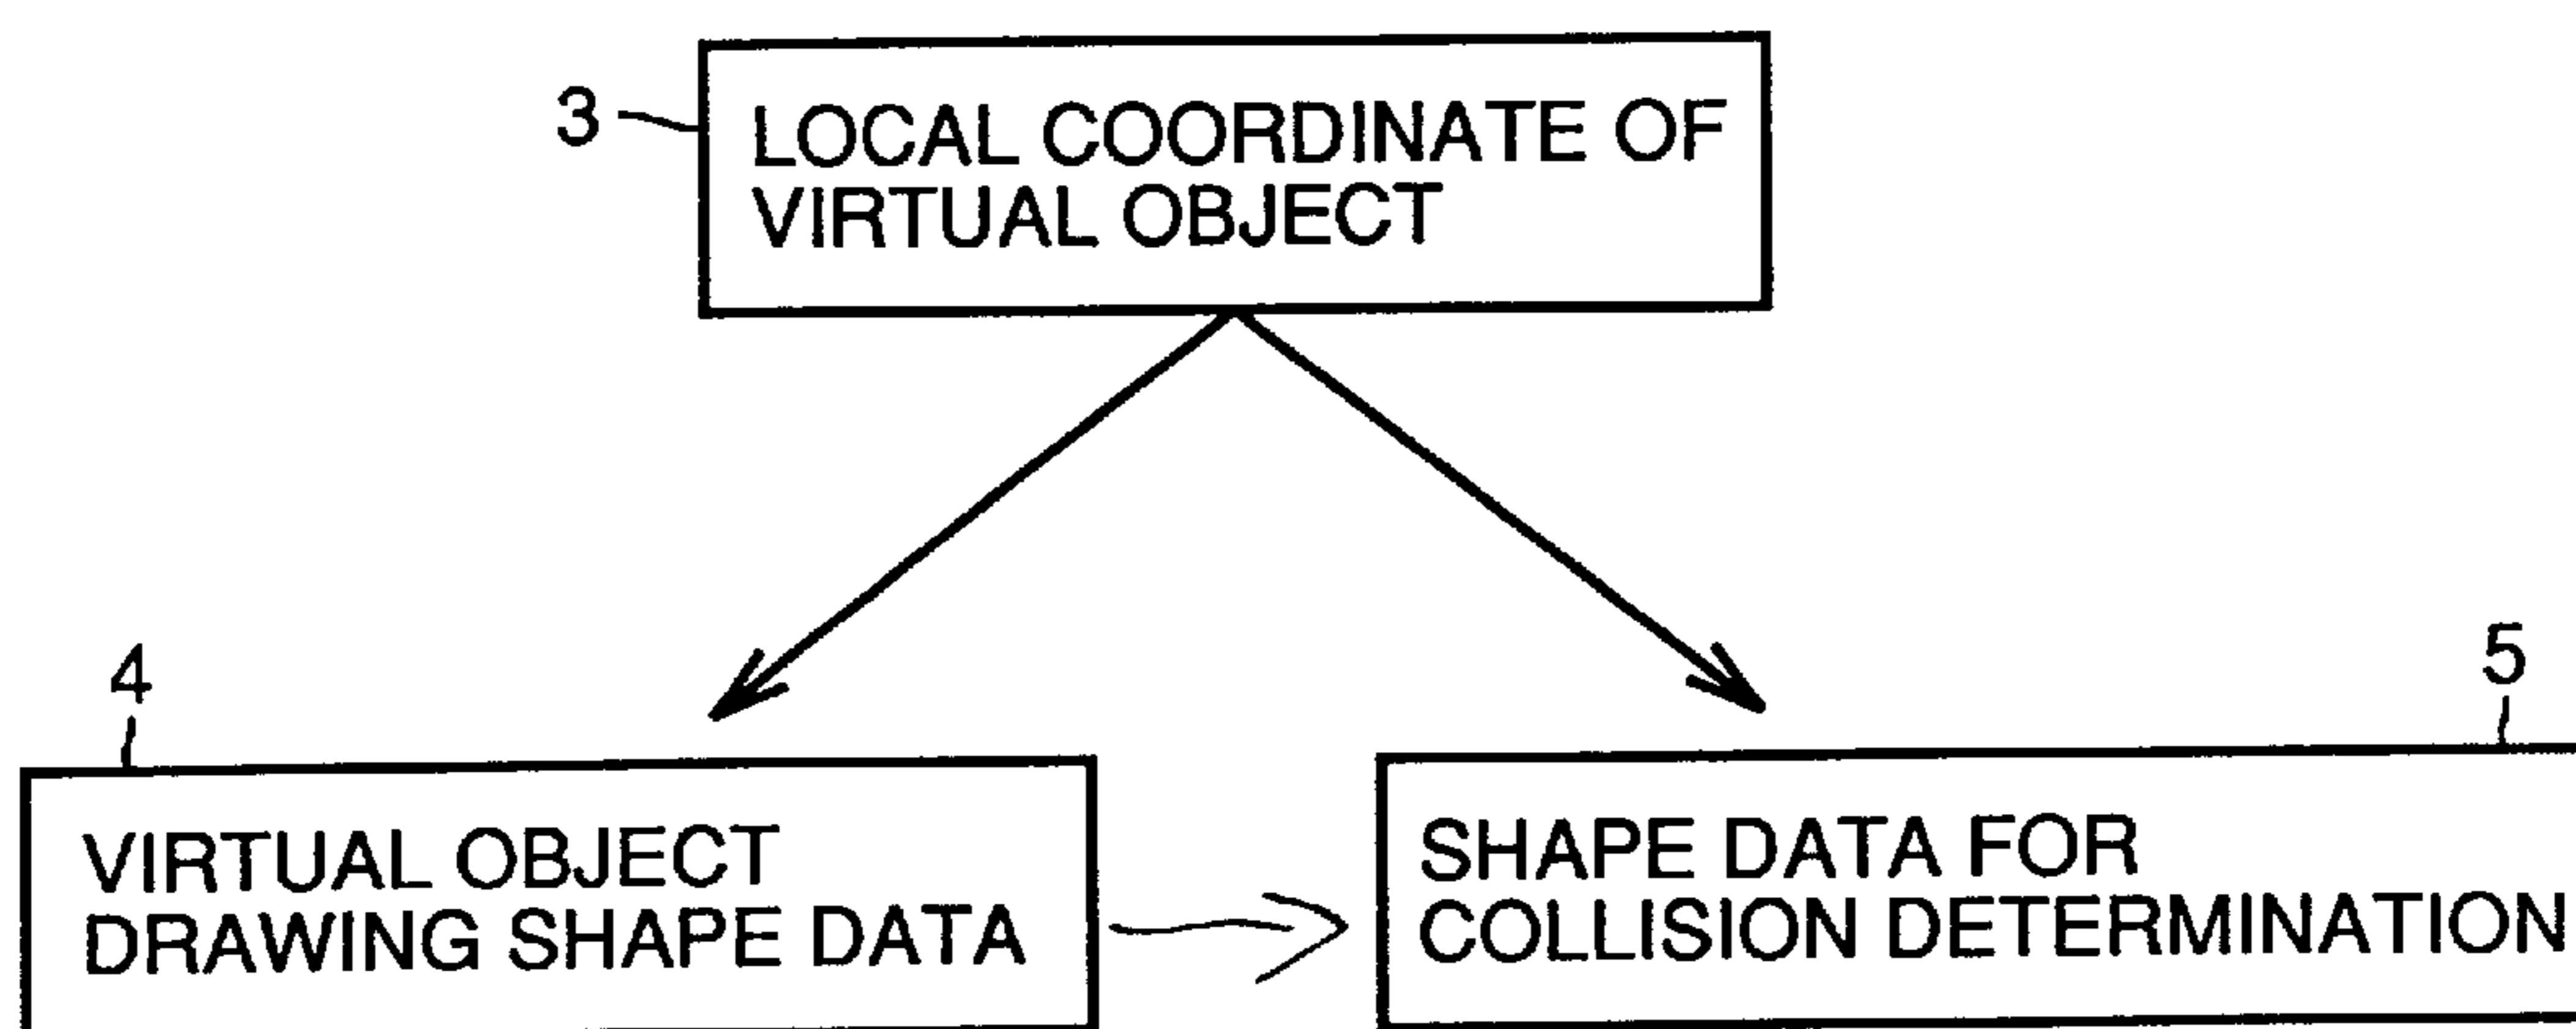 3
LOCAL COORDINATE OF
VIRTUAL OBJECT
4
5
VIRTUAL OBJECT
DRAWING SHAPE DATA
SHAPE DATA FOR
COLLISION DETERMINATION